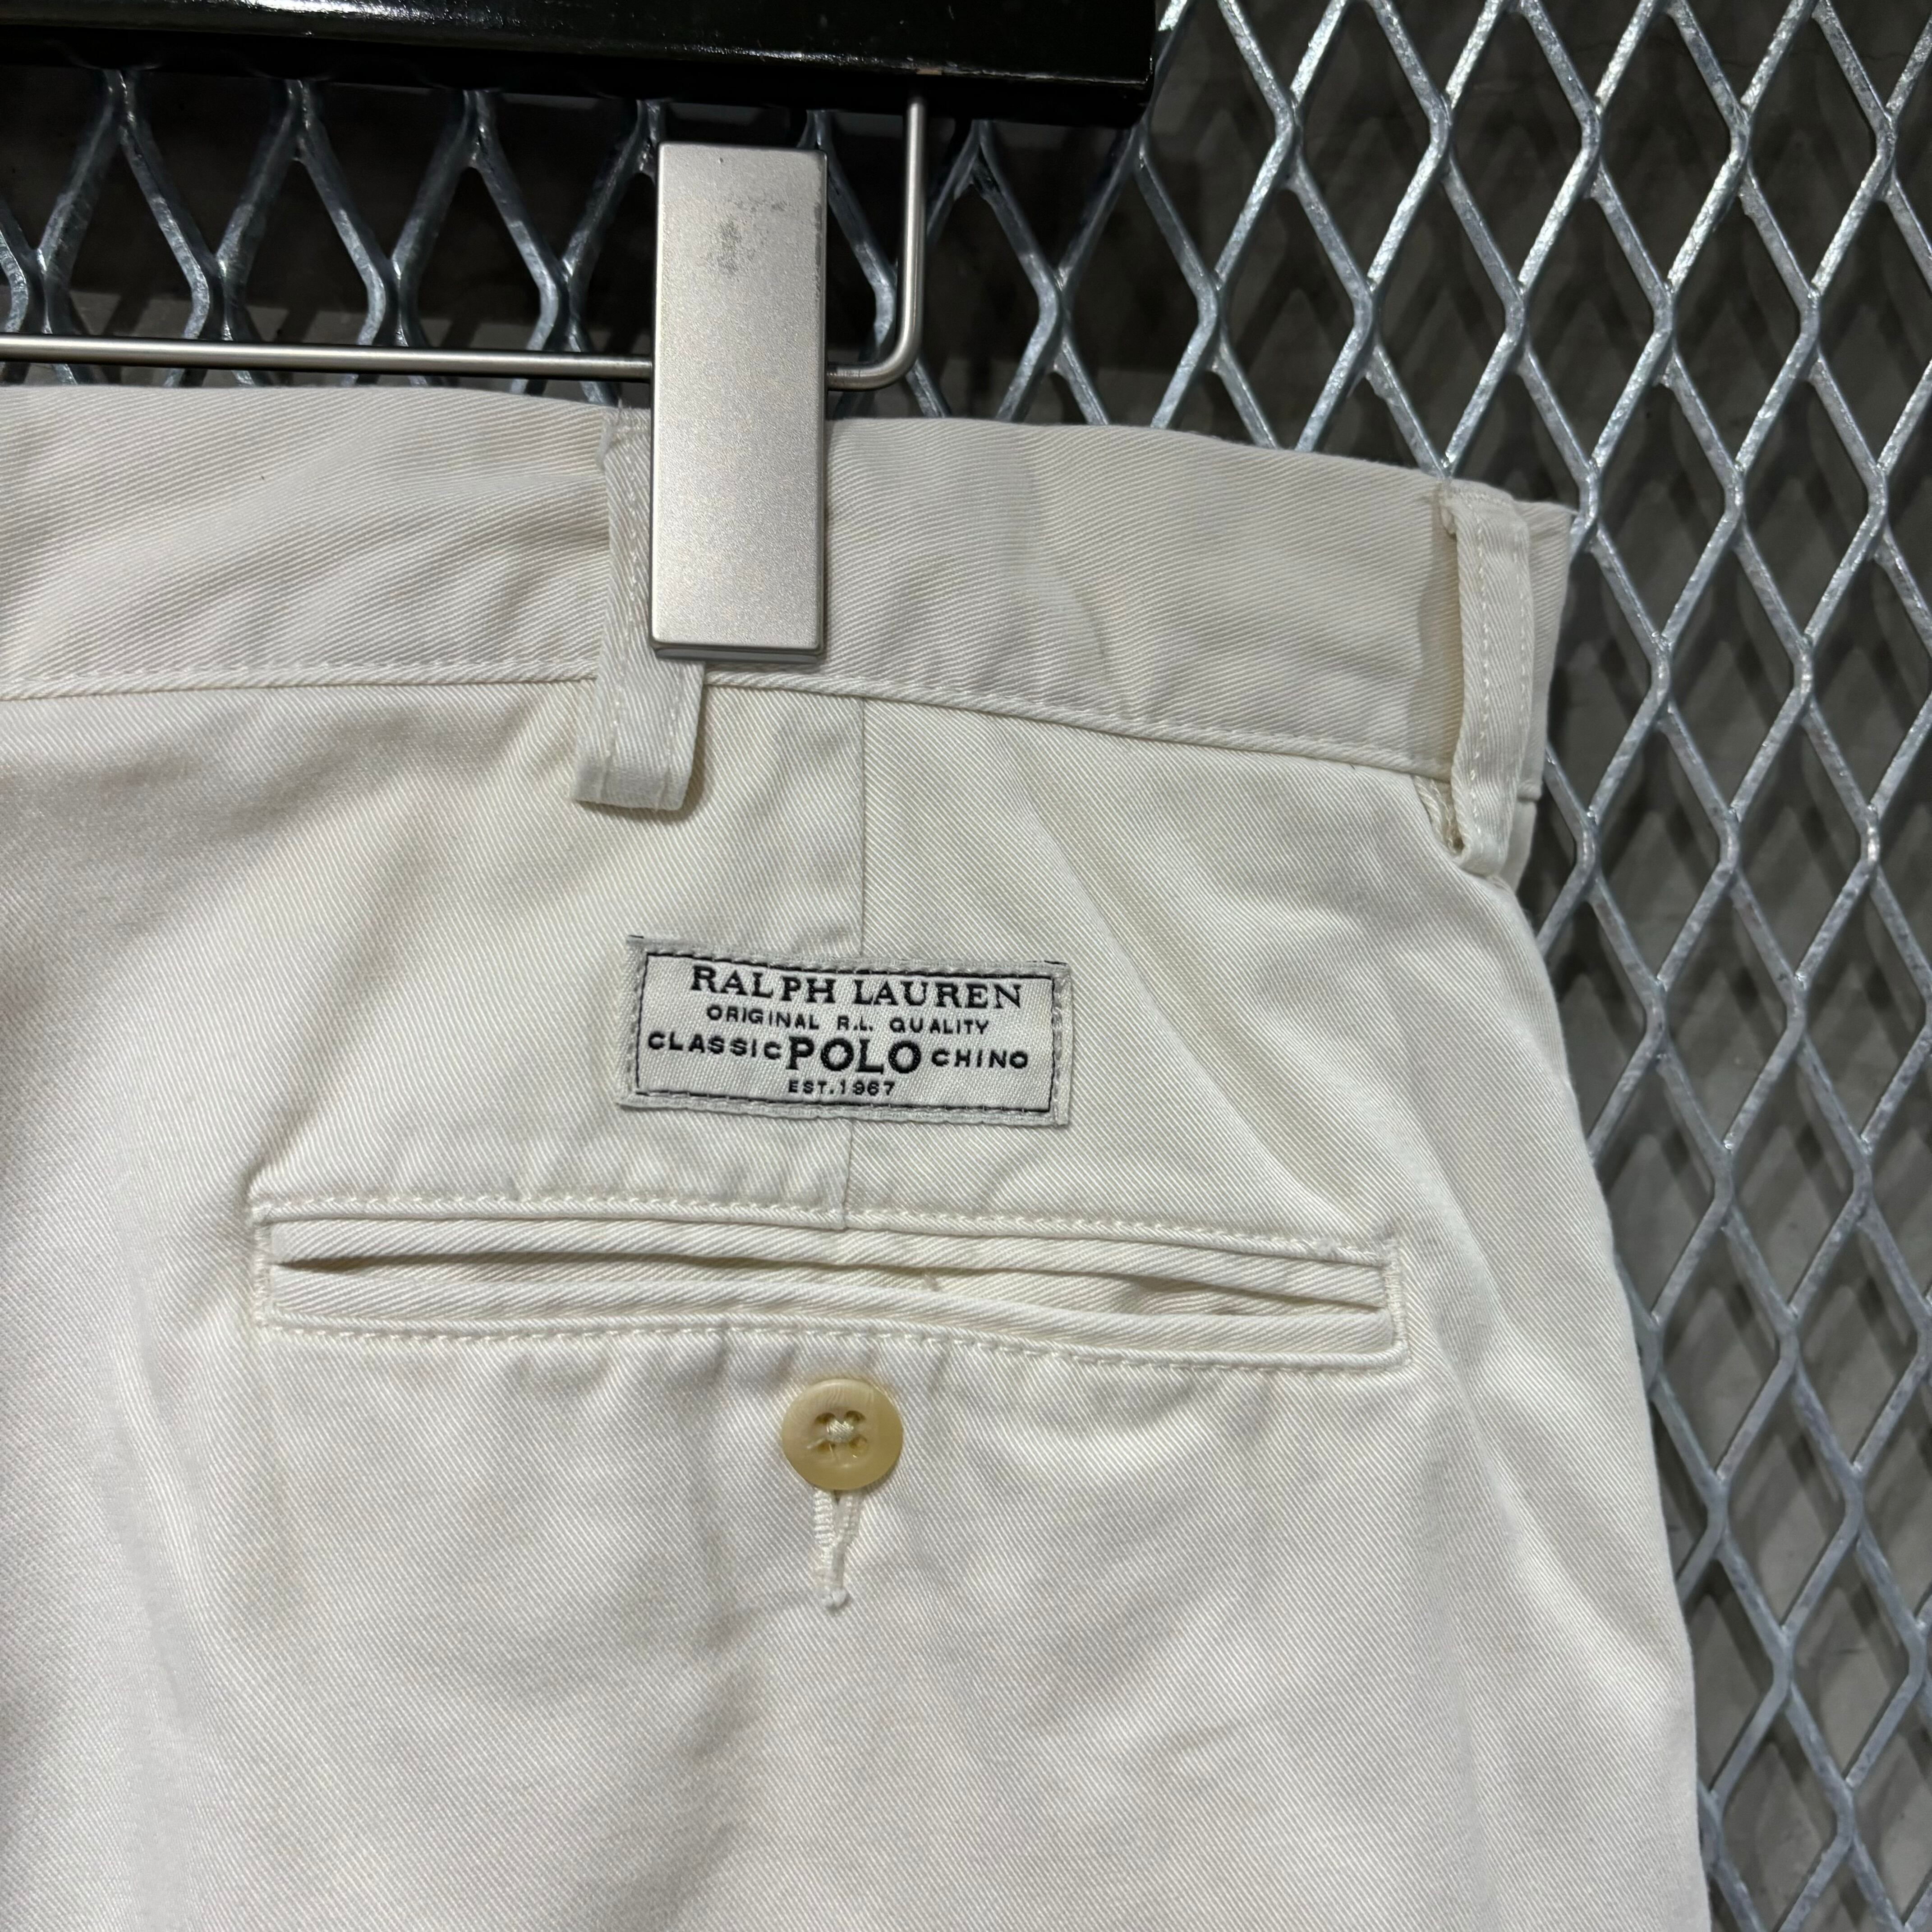 RALPH LAUREN
ORIGINAL R.L. QUALITY
CLASSIC POLO CHINO
EST. 1967